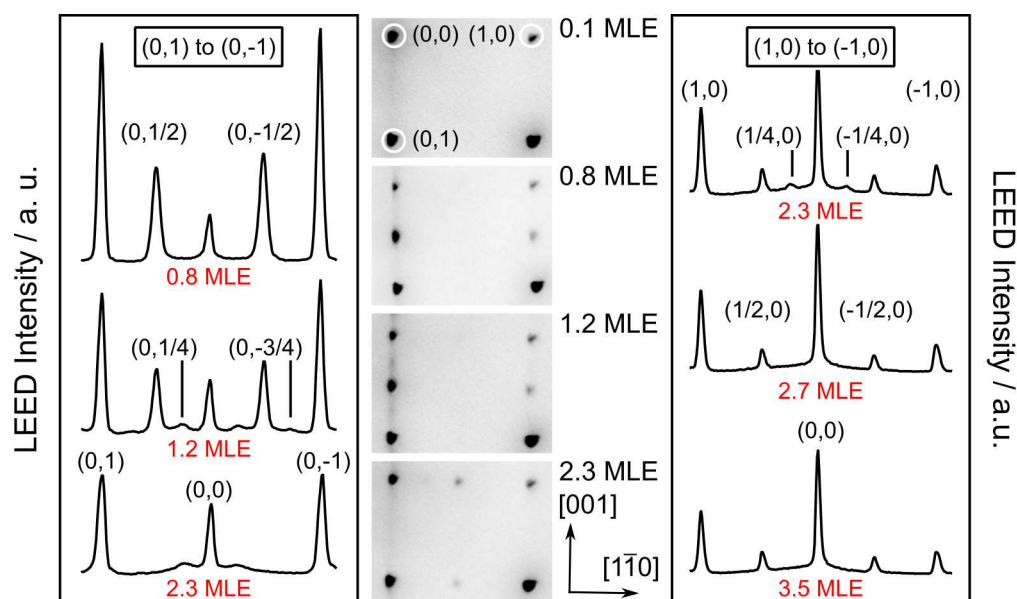 LEED Intensity / a. u.
(0,1) to (0,-1)
(0,1/2)
(0,-1/2)
0.8 MLE
(0,1/4)
(0,-3/4)
1.2 MLE
(0,1)
(0,0)
(0,-1)
2.3 MLE
(0,0)
(1,0)
(0,1)
0.1 MLE
0.8 MLE
1.2 MLE
2.3 MLE
[001]
[11̅0]
(1,0) to (-1,0)
(1,0)
(-1,0)
(1/4,0)
(-1/4,0)
2.3 MLE
(1/2,0)
(-1/2,0)
2.7 MLE
(0,0)
3.5 MLE
LEED Intensity / a.u.